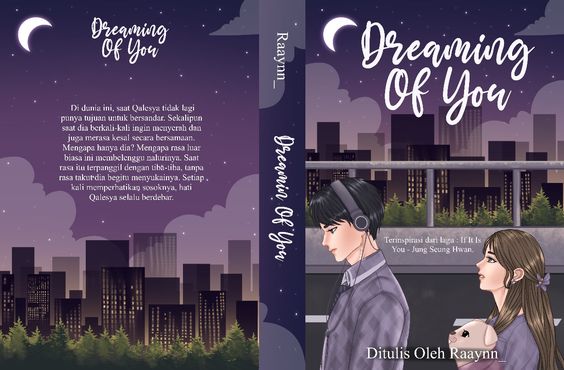 Dreaming
Of You
Di dunia ini, saat Qalesya tidak lagi
punya tujuan untuk bersandar. Sekalipun
saat dia berkali-kali ingin menyerah dan
juga merasa kesal secara bersamaan.
Mengapa hanya dia? Mengapa rasa luar
biasa ini membelenggu nalurinya. Saat
rasa itu terpanggil dengan tiba-tiba, tanpa
rasa takut dia begitu menyukainya. Setiap
kali memperhatikan sosoknya, hati
Qalesya selalu berdebar.
Raaynn_
Dreamin Of You
Dreaming
Of You
Terinspirasi dari lagu : If It Is
You - Jung Seung Hwan.
Ditulis Oleh Raaynn_